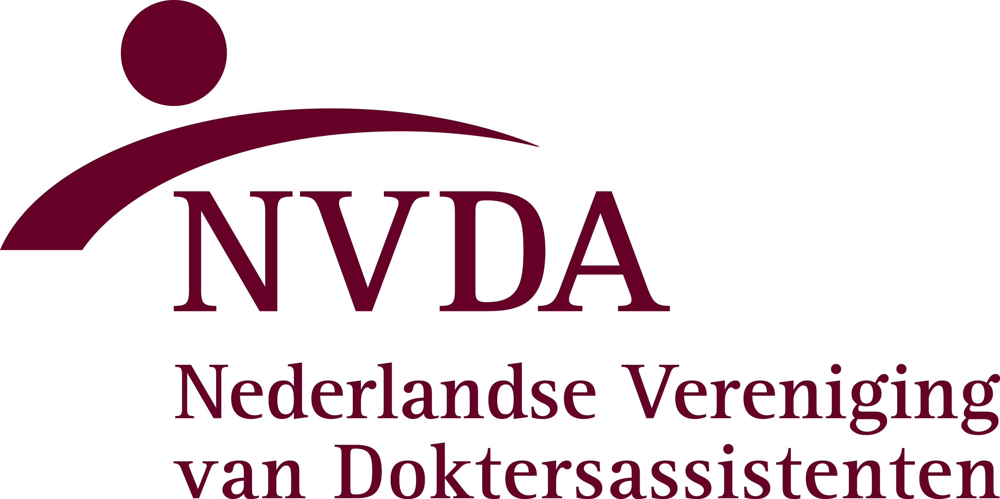 NVDA
Nederlandse Vereniging
van Doktersassistenten